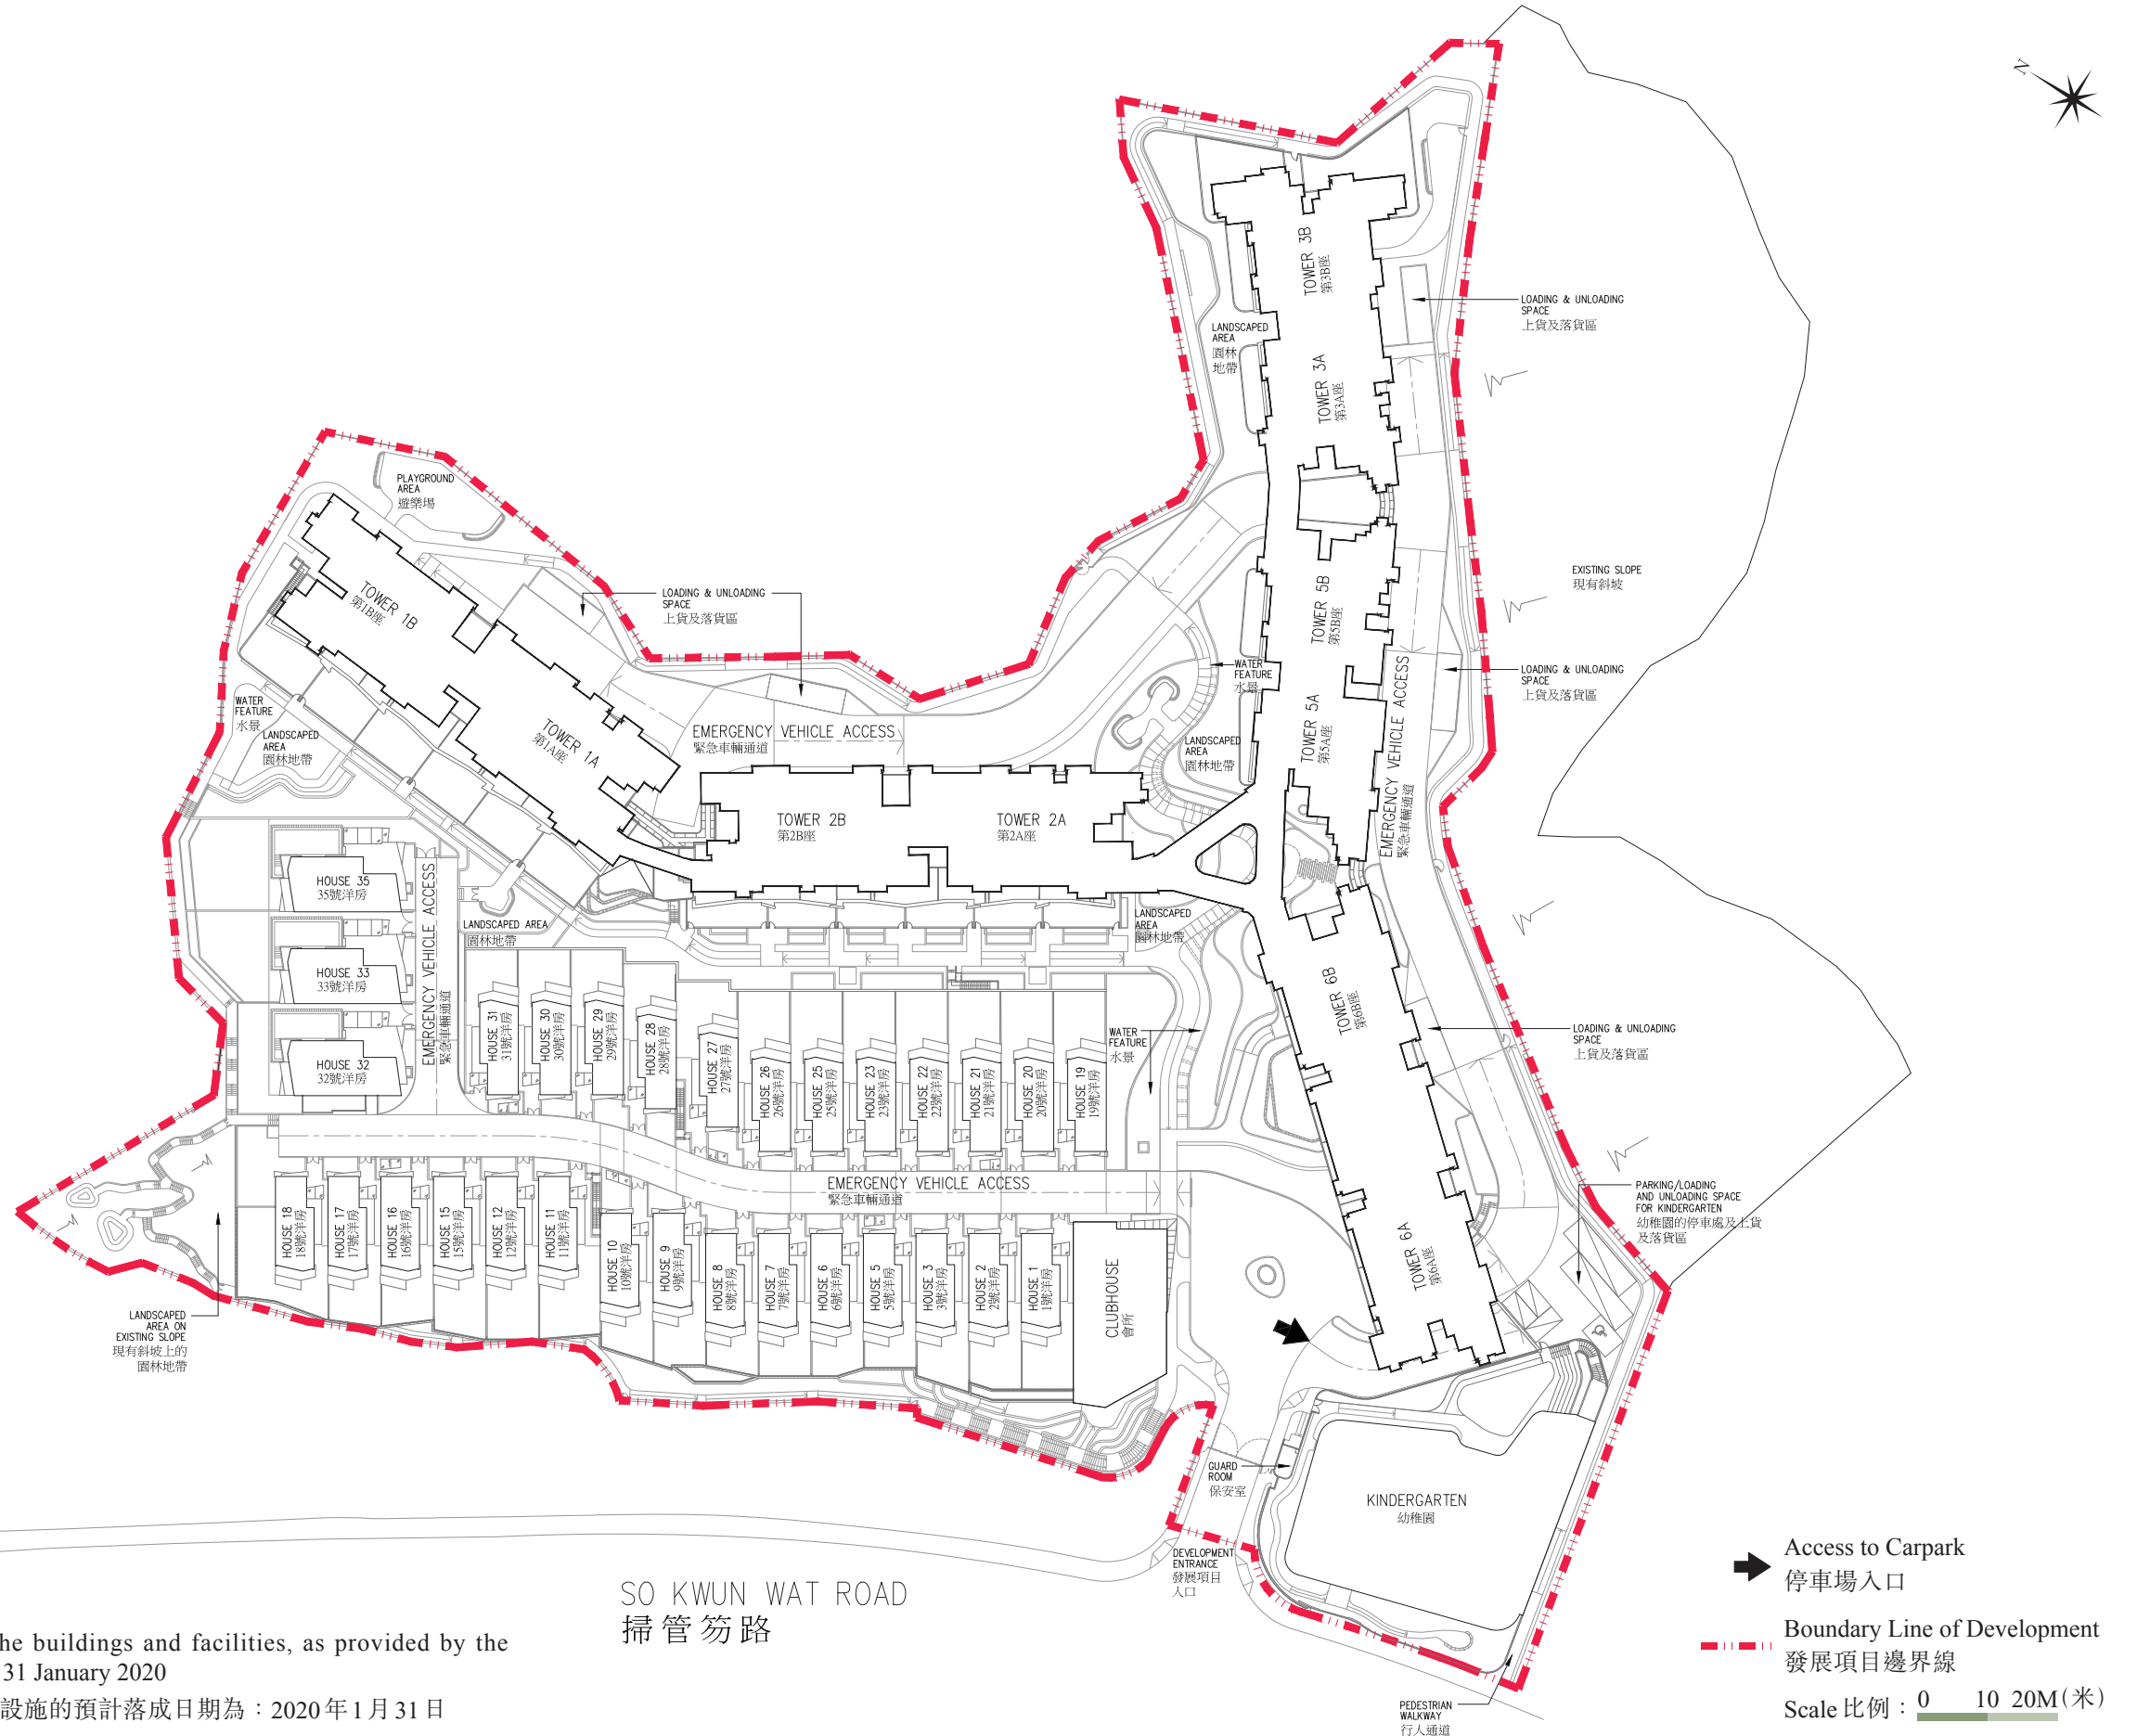 N
LOADING & UNLOADING
SPACE
上貨及落貨區
TOWER 3B
第3B座
LANDSCAPED
AREA
園林
地帶
TOWER 3A
第3A座
PLAYGROUND
AREA
遊樂場
EXISTING SLOPE
現有斜坡
TOWER 1B
第1B座
LOADING & UNLOADING
SPACE
上貨及落貨區
TOWER 5B
第5B座
WATER
FEATURE
水景
LOADING & UNLOADING
SPACE
上貨及落貨區
WATER
FEATURE
水景
LANDSCAPED
AREA
園林地帶
TOWER 1A
第1A座
EMERGENCY VEHICLE ACCESS
緊急車輛通道
LANDSCAPED
AREA
園林地帶
TOWER 5A
第5A座
EMERGENCY VEHICLE ACCESS
緊急車輛通道
TOWER 2B
第2B座
TOWER 2A
第2A座
HOUSE 35
35號洋房
EMERGENCY VEHICLE ACCESS
緊急車輛通道
LANDSCAPED AREA
園林地帶
LANDSCAPED
AREA
園林地帶
HOUSE 33
33號洋房
TOWER 6B
第6B座
HOUSE 32
32號洋房
HOUSE 31
31號洋房
HOUSE 30
30號洋房
HOUSE 29
29號洋房
HOUSE 28
28號洋房
HOUSE 27
27號洋房
HOUSE 26
26號洋房
HOUSE 25
25號洋房
HOUSE 23
23號洋房
HOUSE 22
22號洋房
HOUSE 21
21號洋房
HOUSE 20
20號洋房
HOUSE 19
19號洋房
WATER
FEATURE
水景
LOADING & UNLOADING
SPACE
上貨及落貨區
EMERGENCY VEHICLE ACCESS
緊急車輛通道
PARKING/LOADING
AND UNLOADING SPACE
FOR KINDERGARTEN
幼稚園的停車處及上貨
及落貨區
HOUSE 18
18號洋房
HOUSE 17
17號洋房
HOUSE 16
16號洋房
HOUSE 15
15號洋房
HOUSE 12
12號洋房
HOUSE 11
11號洋房
HOUSE 10
10號洋房
HOUSE 9
9號洋房
HOUSE 8
8號洋房
HOUSE 7
7號洋房
HOUSE 6
6號洋房
HOUSE 5
5號洋房
HOUSE 3
3號洋房
HOUSE 2
2號洋房
HOUSE 1
1號洋房
CLUBHOUSE
會所
TOWER 6A
第6A座
LANDSCAPED
AREA ON
EXISTING SLOPE
現有斜坡上的
園林地帶
GUARD
ROOM
保安室
KINDERGARTEN
幼稚園
DEVELOPMENT
ENTRANCE
發展項目
入口
SO KWUN WAT ROAD
掃管笏路
PEDESTRIAN
WALKWAY
行人通道
he buildings and facilities, as provided by the
31 January 2020
設施的預計落成日期為：2020年1月31日
Access to Carpark
停車場入口
Boundary Line of Development
發展項目邊界線
Scale 比例： 0 10 20M(米)